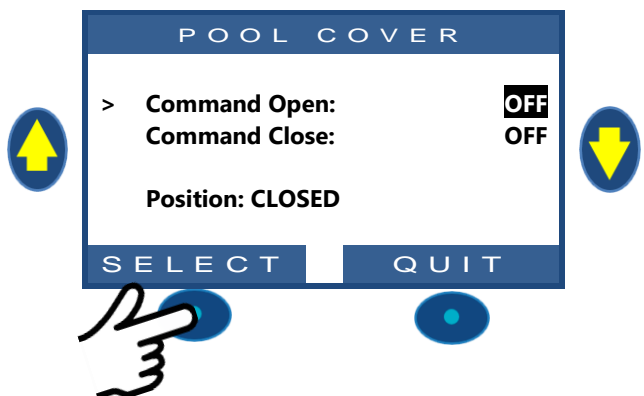 POOL COVER
> Command Open: OFF
Command Close: OFF
Position: CLOSED
SELECT QUIT